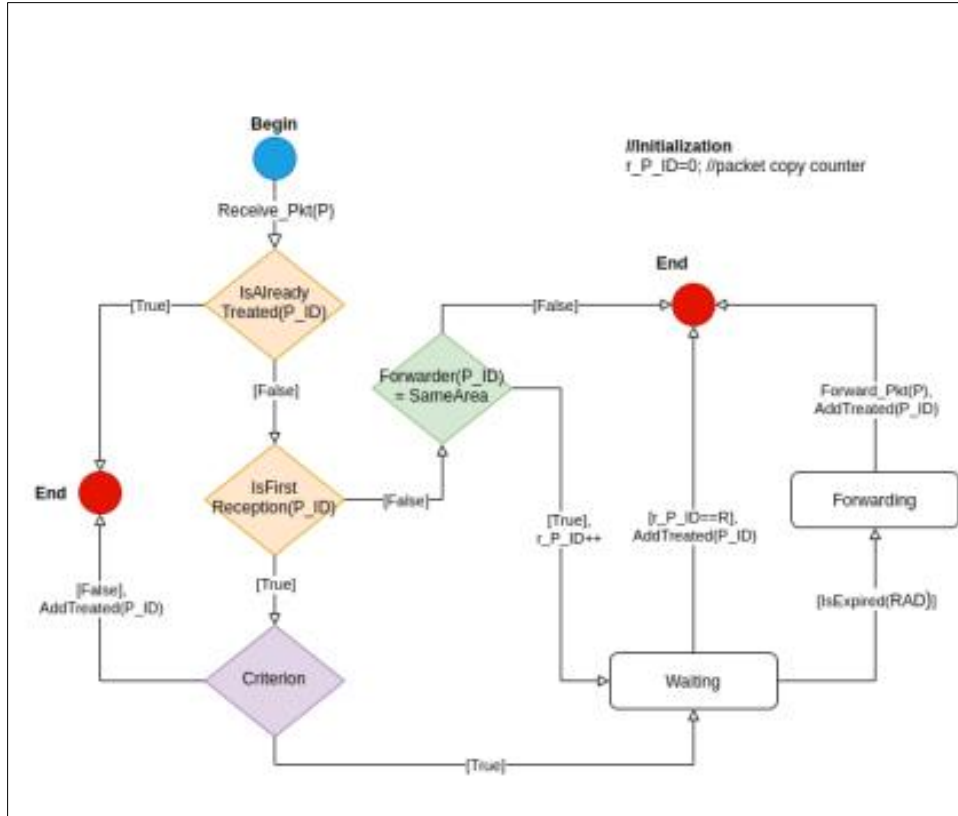 Begin
//Initialization
r_P_ID=0; //packet copy counter
Receive_Pkt(P)
End
IsAlready
Treated(P_ID)
[True]
[False]
Forwarder(P_ID)
= SameArea
[False]
Forward_Pkt(P),
AddTreated(P_ID)
End
IsFirst
Reception(P_ID)
[False]
Forwarding
[True],
r_P_ID++
[r_P_ID==R],
AddTreated(P_ID)
[True]
[False],
AddTreated(P_ID)
[IsExpired(RAD)]
Criterion
Waiting
[True]